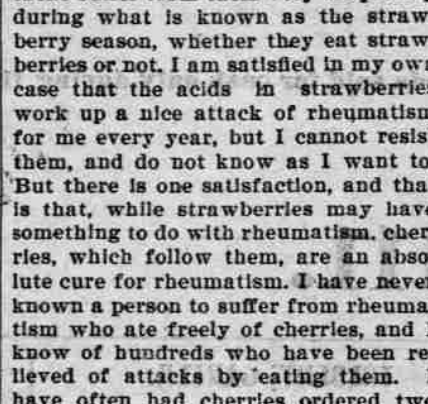 during what is known as the straw
berry season, whether they eat straw
berries or not. I am satisfied in my own
case that the acids in strawberries
work up a nice attack of rheumatism
for me every year, but I cannot resis
them, and do not know as I want to
But there is one satisfaction, and tha
is that, while strawberries may have
something to do with rheumatism, cher
ries, which follow them, are an abso
lute cure for rheumatism. I have never
known a person to suffer from rheuma
tism who ate freely of cherries, and I
know of hundreds who have been re
lieved of attacks by eating them.
have often had cherries ordered two